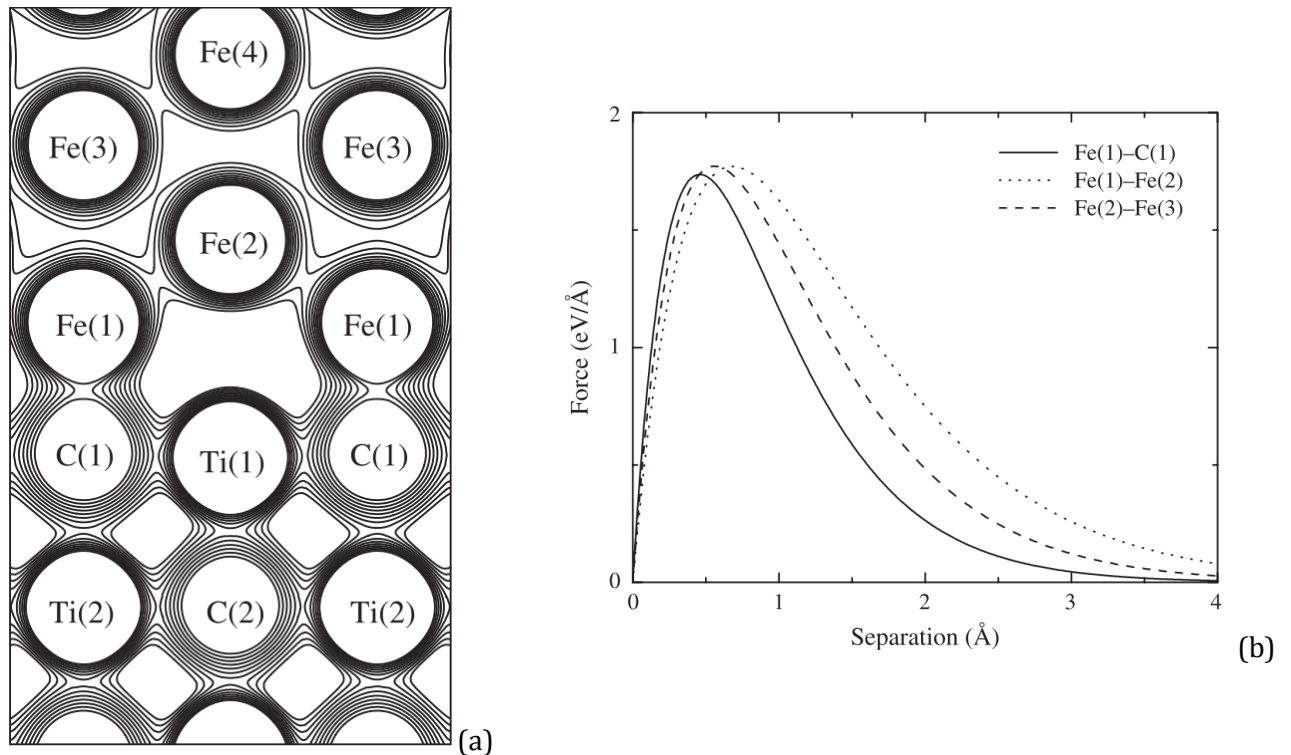 Fe(4)
Fe(3) Fe(3)
Fe(2)
Fe(1) Fe(1)
C(1) Ti(1) C(1)
Ti(2) C(2) Ti(2)
(a)
2
1
0
Force (eV/Å)
Fe(1)–C(1)
Fe(1)–Fe(2)
Fe(2)–Fe(3)
0 1 2 3 4
Separation (Å)
(b)